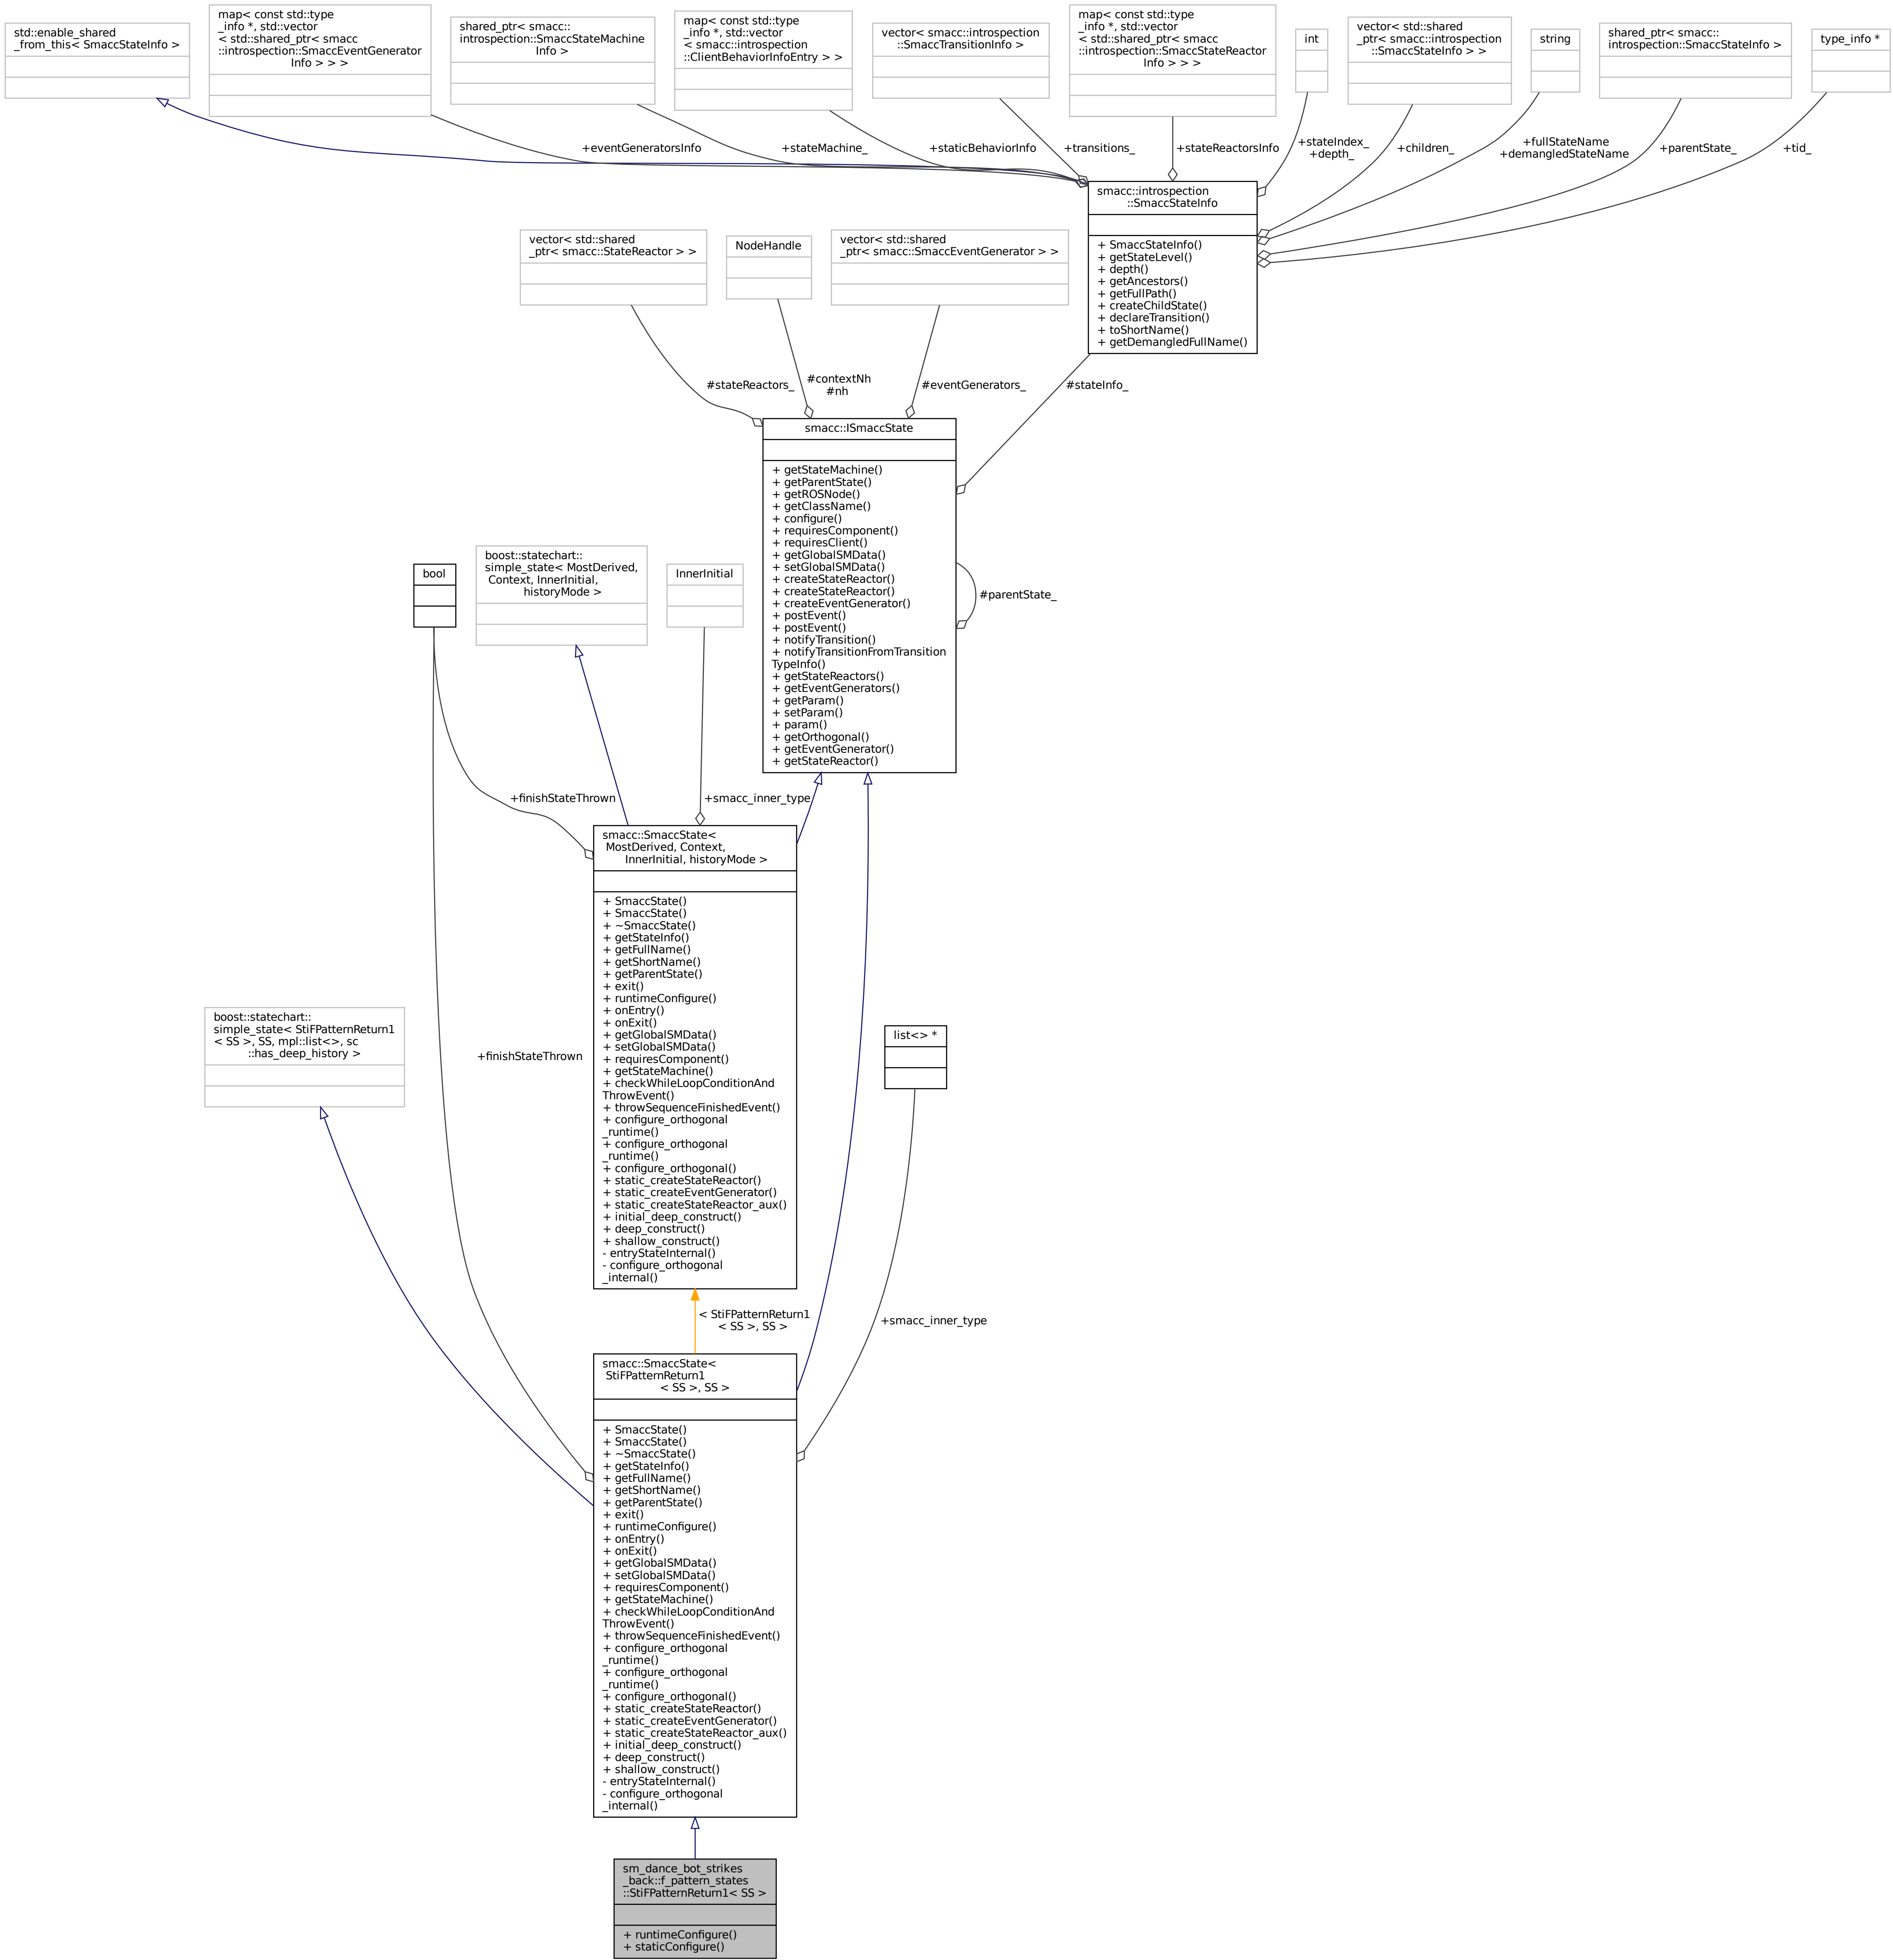 std::enable_shared
_from_this< SmaccStateInfo >
map< const std::type
_info *, std::vector
< std::shared_ptr< smacc
::introspection::SmaccEventGenerator
Info > > >
shared_ptr< smacc::
introspection::SmaccStateMachine
Info >
map< const std::type
_info *, std::vector
< smacc::introspection
::ClientBehaviorInfoEntry > >
vector< smacc::introspection
::SmaccTransitionInfo >
map< const std::type
_info *, std::vector
< std::shared_ptr< smacc
::introspection::SmaccStateReactor
Info > > >
int
vector< std::shared
_ptr< smacc::introspection
::SmaccStateInfo > >
string
shared_ptr< smacc::
introspection::SmaccStateInfo >
type_info *
+eventGeneratorsInfo
+stateMachine_
+staticBehaviorInfo
+transitions_
+stateReactorsInfo
+stateIndex_
+depth_
+children_
+fullStateName
+demangledStateName
+parentState_
+tid_
smacc::introspection
::SmaccStateInfo
+ SmaccStateInfo()
+ getStateLevel()
+ depth()
+ getAncestors()
+ getFullPath()
+ createChildState()
+ declareTransition()
+ toShortName()
+ getDemangledFullName()
vector< std::shared
_ptr< smacc::StateReactor > >
NodeHandle
vector< std::shared
_ptr< smacc::SmaccEventGenerator > >
#stateReactors_
#contextNh
#nh
#eventGenerators_
#stateInfo_
smacc::ISmaccState
+ getStateMachine()
+ getParentState()
+ getROSNode()
+ getClassName()
+ configure()
+ requiresComponent()
+ requiresClient()
+ getGlobalSMData()
+ setGlobalSMData()
+ createStateReactor()
+ createStateReactor()
+ createEventGenerator()
+ postEvent()
+ postEvent()
+ notifyTransition()
+ notifyTransitionFromTransition
TypeInfo()
+ getStateReactors()
+ getEventGenerators()
+ getParam()
+ setParam()
+ param()
+ getOrthogonal()
+ getEventGenerator()
+ getStateReactor()
#parentState_
bool
boost::statechart::
simple_state< MostDerived,
Context, InnerInitial,
historyMode >
InnerInitial
+finishStateThrown
+smacc_inner_type
smacc::SmaccState<
MostDerived, Context,
InnerInitial, historyMode >
+ SmaccState()
+ SmaccState()
+ ~SmaccState()
+ getStateInfo()
+ getFullName()
+ getShortName()
+ getParentState()
+ exit()
+ runtimeConfigure()
+ onEntry()
+ onExit()
+ getGlobalSMData()
+ setGlobalSMData()
+ requiresComponent()
+ getStateMachine()
+ checkWhileLoopConditionAnd
ThrowEvent()
+ throwSequenceFinishedEvent()
+ configure_orthogonal
_runtime()
+ configure_orthogonal
_runtime()
+ configure_orthogonal()
+ static_createStateReactor()
+ static_createEventGenerator()
+ static_createStateReactor_aux()
+ initial_deep_construct()
+ deep_construct()
+ shallow_construct()
- entryStateInternal()
- configure_orthogonal
_internal()
boost::statechart::
simple_state< StiFPatternReturn1
< SS >, SS, mpl::list<>, sc
::has_deep_history >
+finishStateThrown
list<> *
< StiFPatternReturn1
< SS >, SS >
+smacc_inner_type
smacc::SmaccState<
StiFPatternReturn1
< SS >, SS >
+ SmaccState()
+ SmaccState()
+ ~SmaccState()
+ getStateInfo()
+ getFullName()
+ getShortName()
+ getParentState()
+ exit()
+ runtimeConfigure()
+ onEntry()
+ onExit()
+ getGlobalSMData()
+ setGlobalSMData()
+ requiresComponent()
+ getStateMachine()
+ checkWhileLoopConditionAnd
ThrowEvent()
+ throwSequenceFinishedEvent()
+ configure_orthogonal
_runtime()
+ configure_orthogonal
_runtime()
+ configure_orthogonal()
+ static_createStateReactor()
+ static_createEventGenerator()
+ static_createStateReactor_aux()
+ initial_deep_construct()
+ deep_construct()
+ shallow_construct()
- entryStateInternal()
- configure_orthogonal
_internal()
sm_dance_bot_strikes
_back::f_pattern_states
::StiFPatternReturn1< SS >
+ runtimeConfigure()
+ staticConfigure()